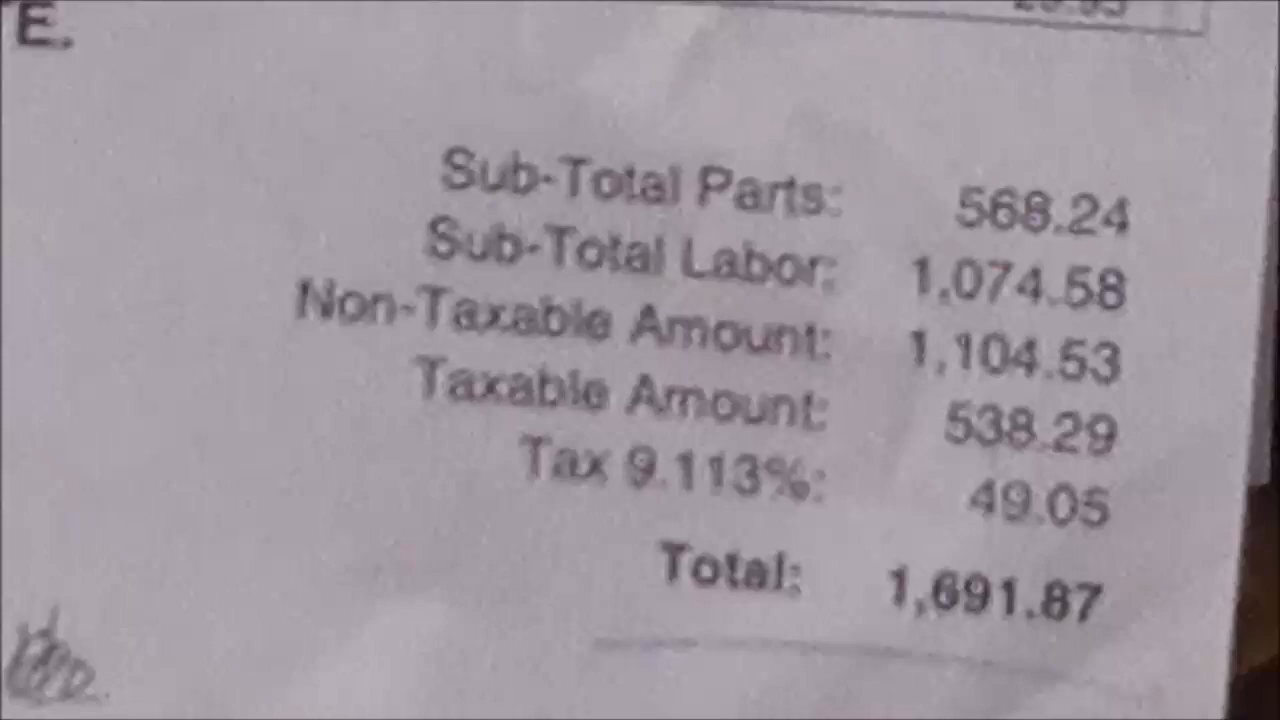 E.
Sub-Total Parts: 568.24
Sub-Total Labor: 1,074.58
Non-Taxable Amount: 1,104.53
Taxable Amount: 538.29
Tax 9.113%: 49.05
Total: 1,691.87